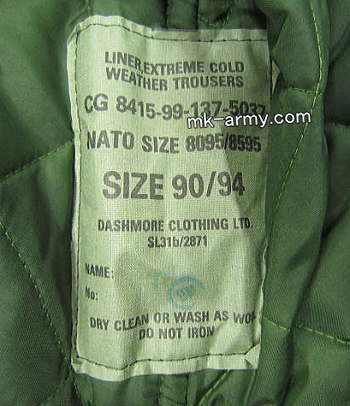 LINER,EXTREME COLD
WEATHER TROUSERS
CG 8415-99-137-5037
mk-army.com
NATO SIZE 8095/8595
SIZE 90/94
DASHMORE CLOTHING LTD.
SL31b/2871
NAME:
No:
DRY CLEAN OR WASH AS
DO NOT IRON